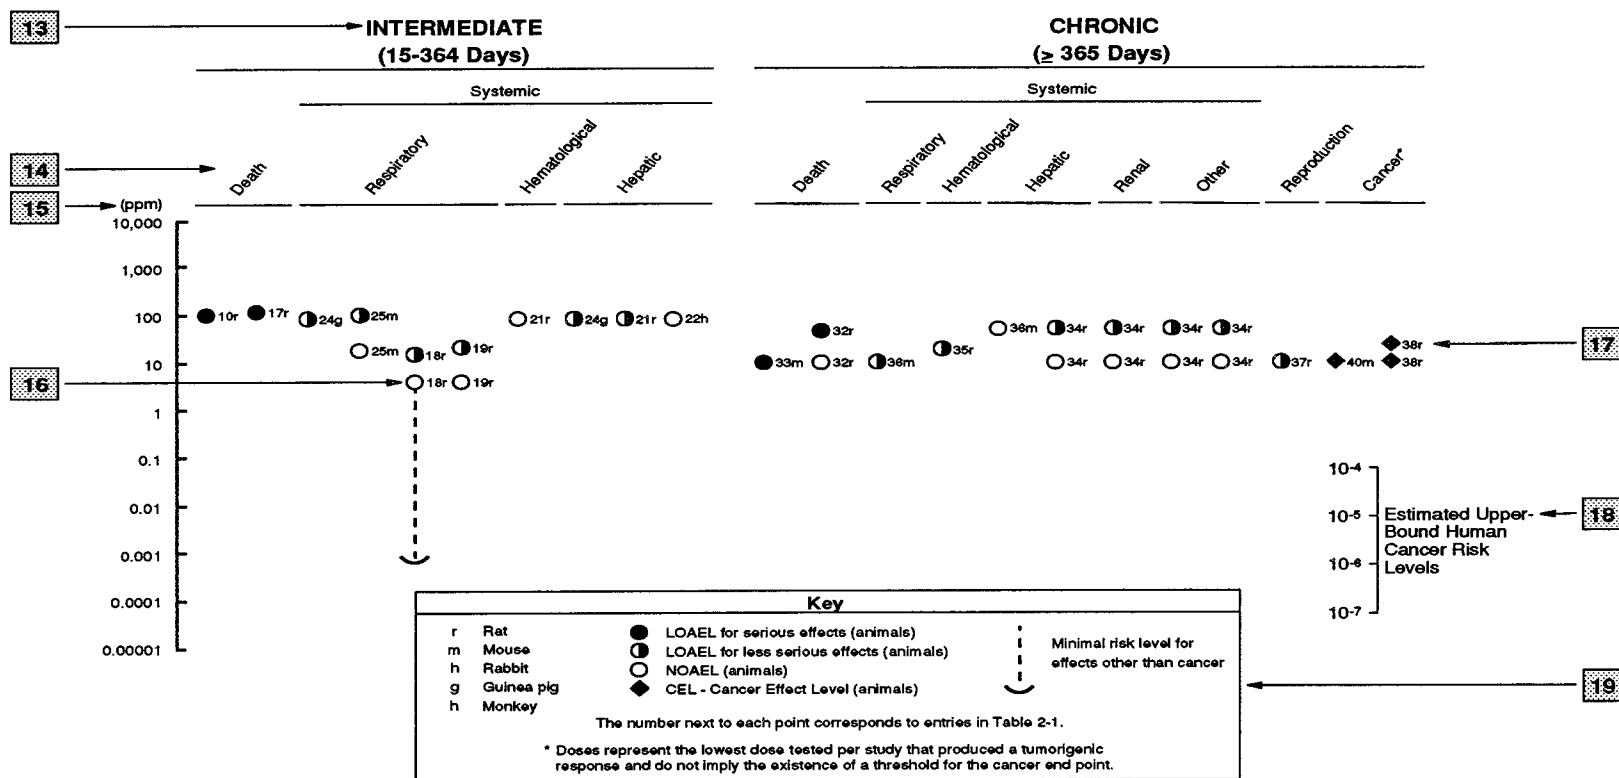 13
INTERMEDIATE
(15-364 Days)
CHRONIC
(≥ 365 Days)
Systemic
Systemic
14
Death
Respiratory
Hematological
Hepatic
Death
Respiratory
Hematological
Hepatic
Renal
Other
Reproduction
Cancer*
15
(ppm)
10,000
1,000
100
10
1
0.1
0.01
0.001
0.0001
0.00001
10r
17r
24g
25m
21r
24g
21r
22h
25m
18r
19r
18r
19r
32r
36m
34r
34r
34r
34r
33m
32r
36m
35r
34r
34r
34r
34r
37r
40m
38r
38r
16
17
10-4
10-5
10-6
10-7
Estimated Upper-
Bound Human
Cancer Risk
Levels
18
Key
r Rat
m Mouse
h Rabbit
g Guinea pig
h Monkey
LOAEL for serious effects (animals)
LOAEL for less serious effects (animals)
NOAEL (animals)
CEL - Cancer Effect Level (animals)
Minimal risk level for
effects other than cancer
The number next to each point corresponds to entries in Table 2-1.
* Doses represent the lowest dose tested per study that produced a tumorigenic
response and do not imply the existence of a threshold for the cancer end point.
19